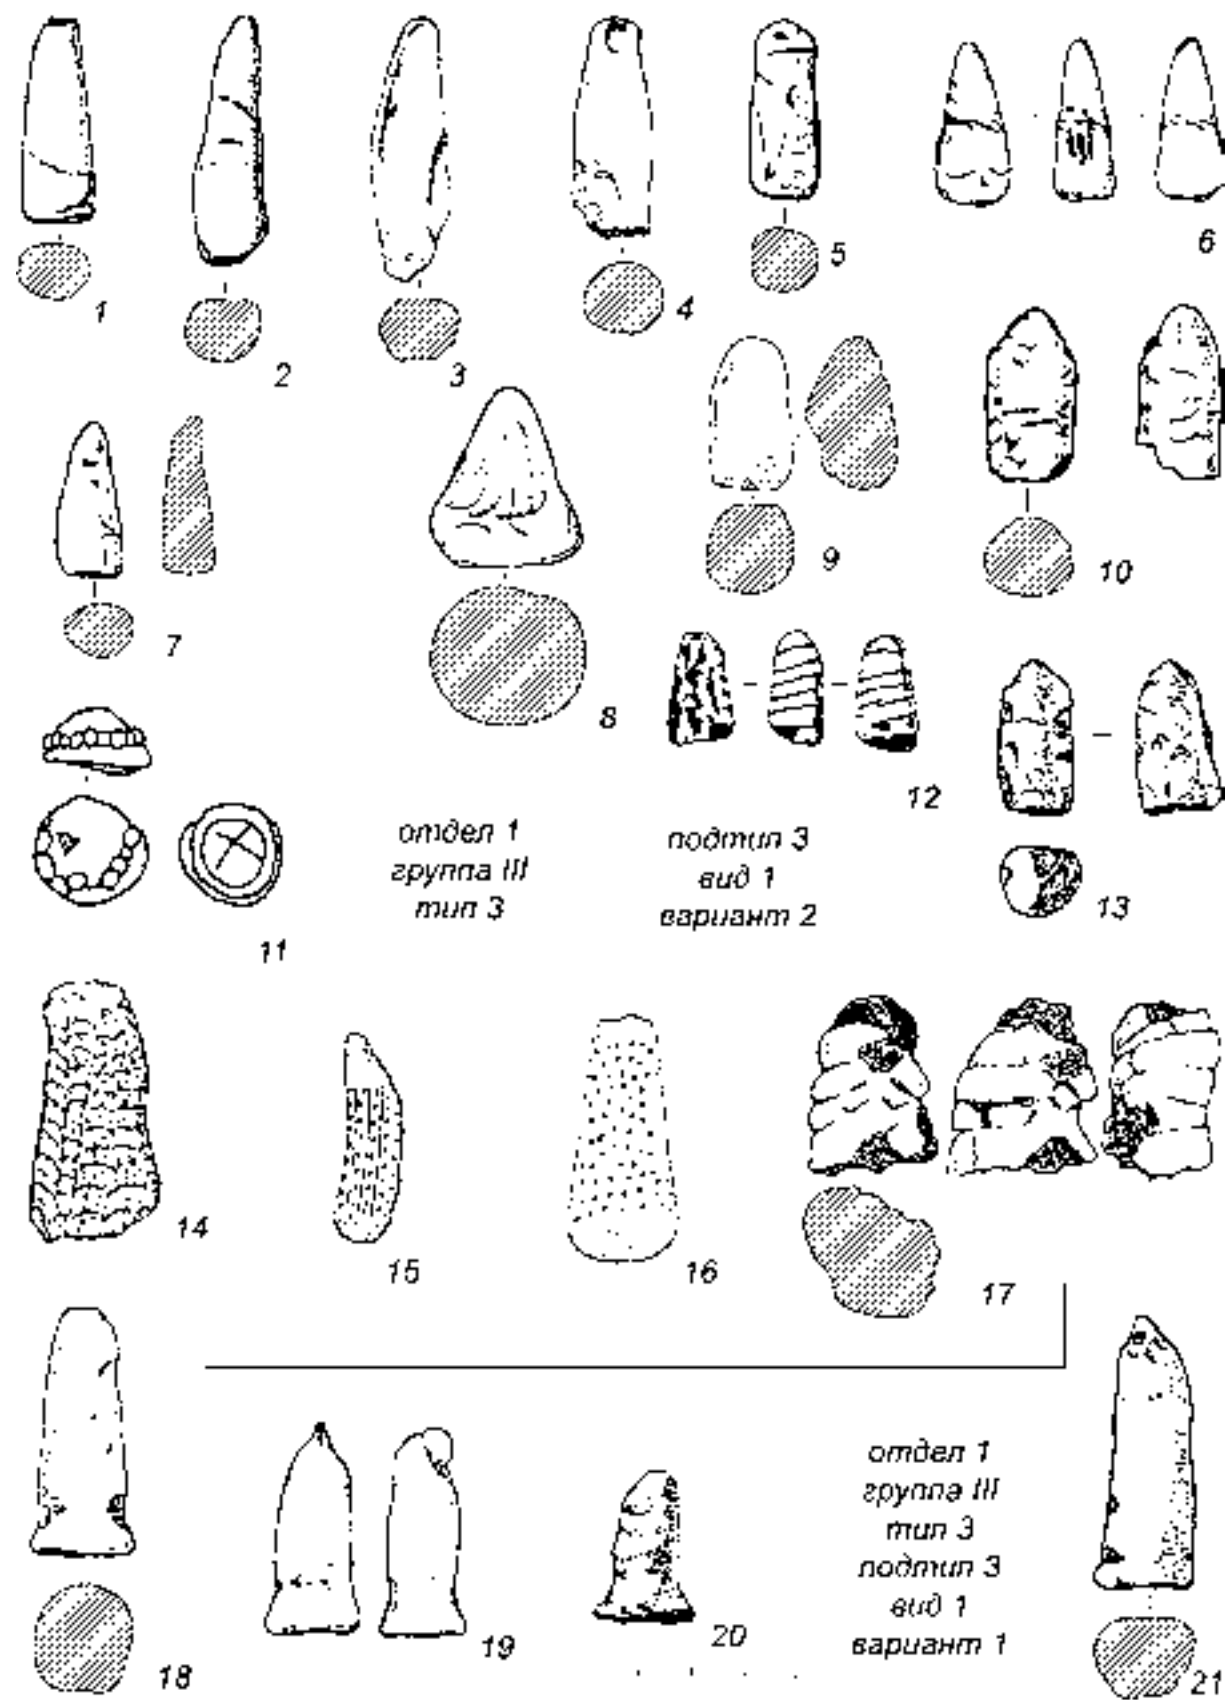 1
2
3
4
5
6
7
8
9
10
11
отдел 1
группа III
тип 3
подтип 3
вид 1
вариант 2
12
13
14
15
16
17
18
19
20
отдел 1
группа III
тип 3
подтип 3
вид 1
вариант 1
21